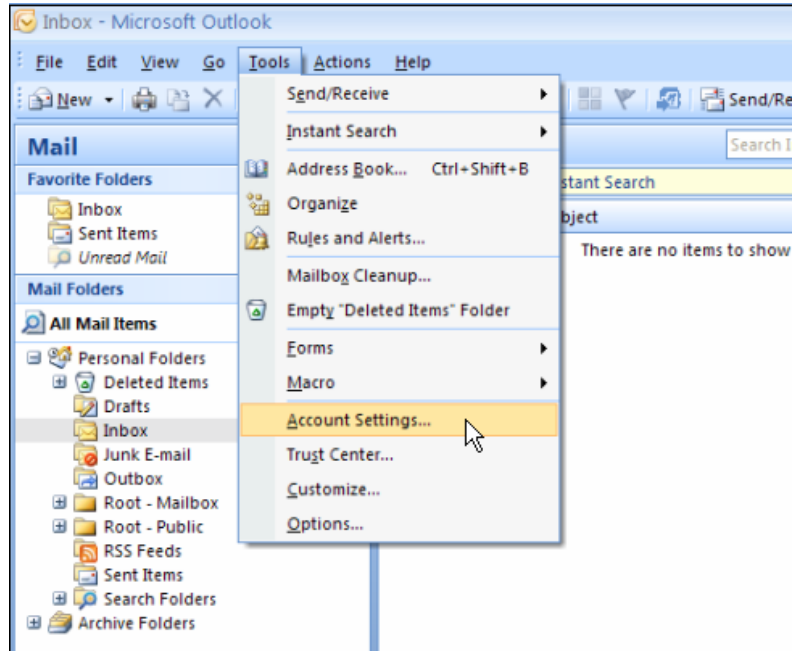 Inbox - Microsoft Outlook
File Edit View Go Tools Actions Help
New Send/Re
Mail
Search I
Favorite Folders
Inbox
Sent Items
Unread Mail
Mail Folders
All Mail Items
Personal Folders
Deleted Items
Drafts
Inbox
Junk E-mail
Outbox
Root - Mailbox
Root - Public
RSS Feeds
Sent Items
Search Folders
Archive Folders
Send/Receive
Instant Search
Address Book... Ctrl+Shift+B
Organize
Rules and Alerts...
Mailbox Cleanup...
Empty "Deleted Items" Folder
Forms
Macro
Account Settings...
Trust Center...
Customize...
Options...
stant Search
bject
There are no items to show